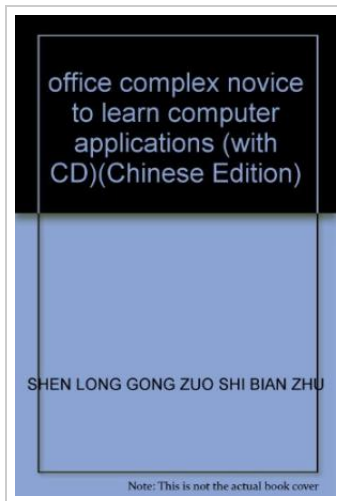 office complex novice
to learn computer
applications (with
CD)(Chinese Edition)
SHEN LONG GONG ZUO SHI BIAN ZHU
Note: This is not the actual book cover